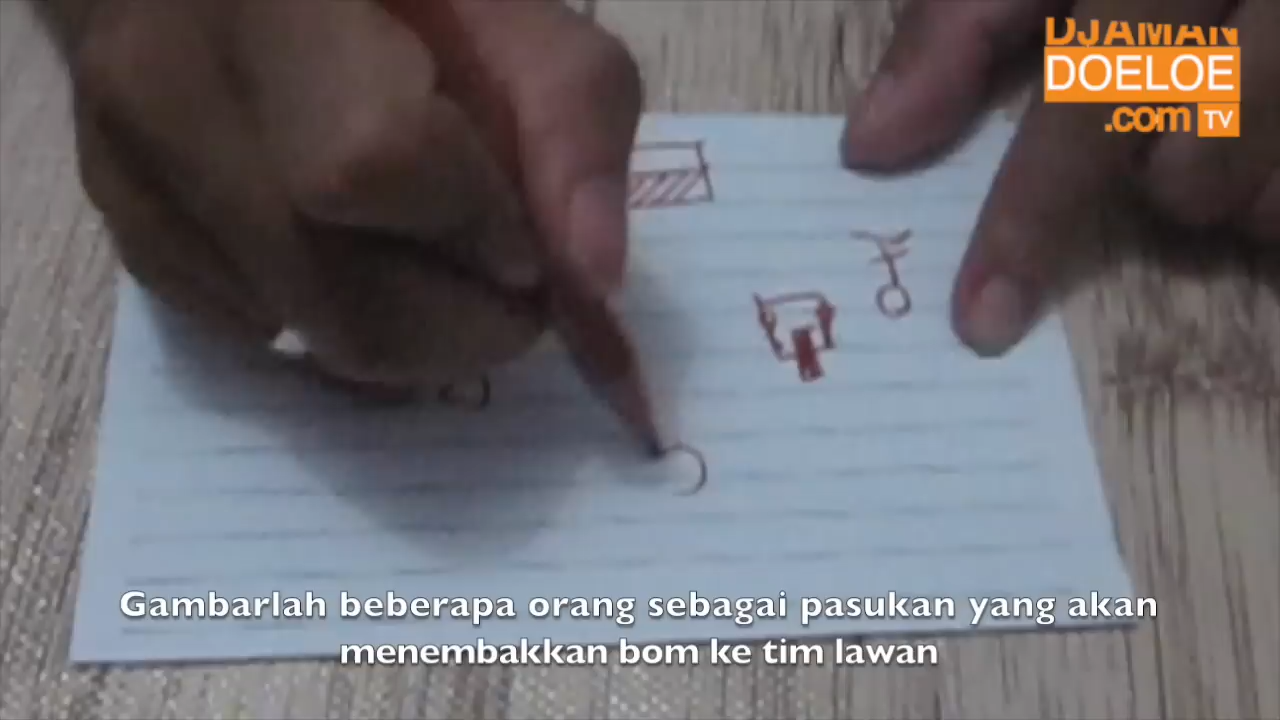 DJAMAN
DOELOE
.com TV
Gambarlah beberapa orang sebagai pasukan yang akan
menembakkan bom ke tim lawan